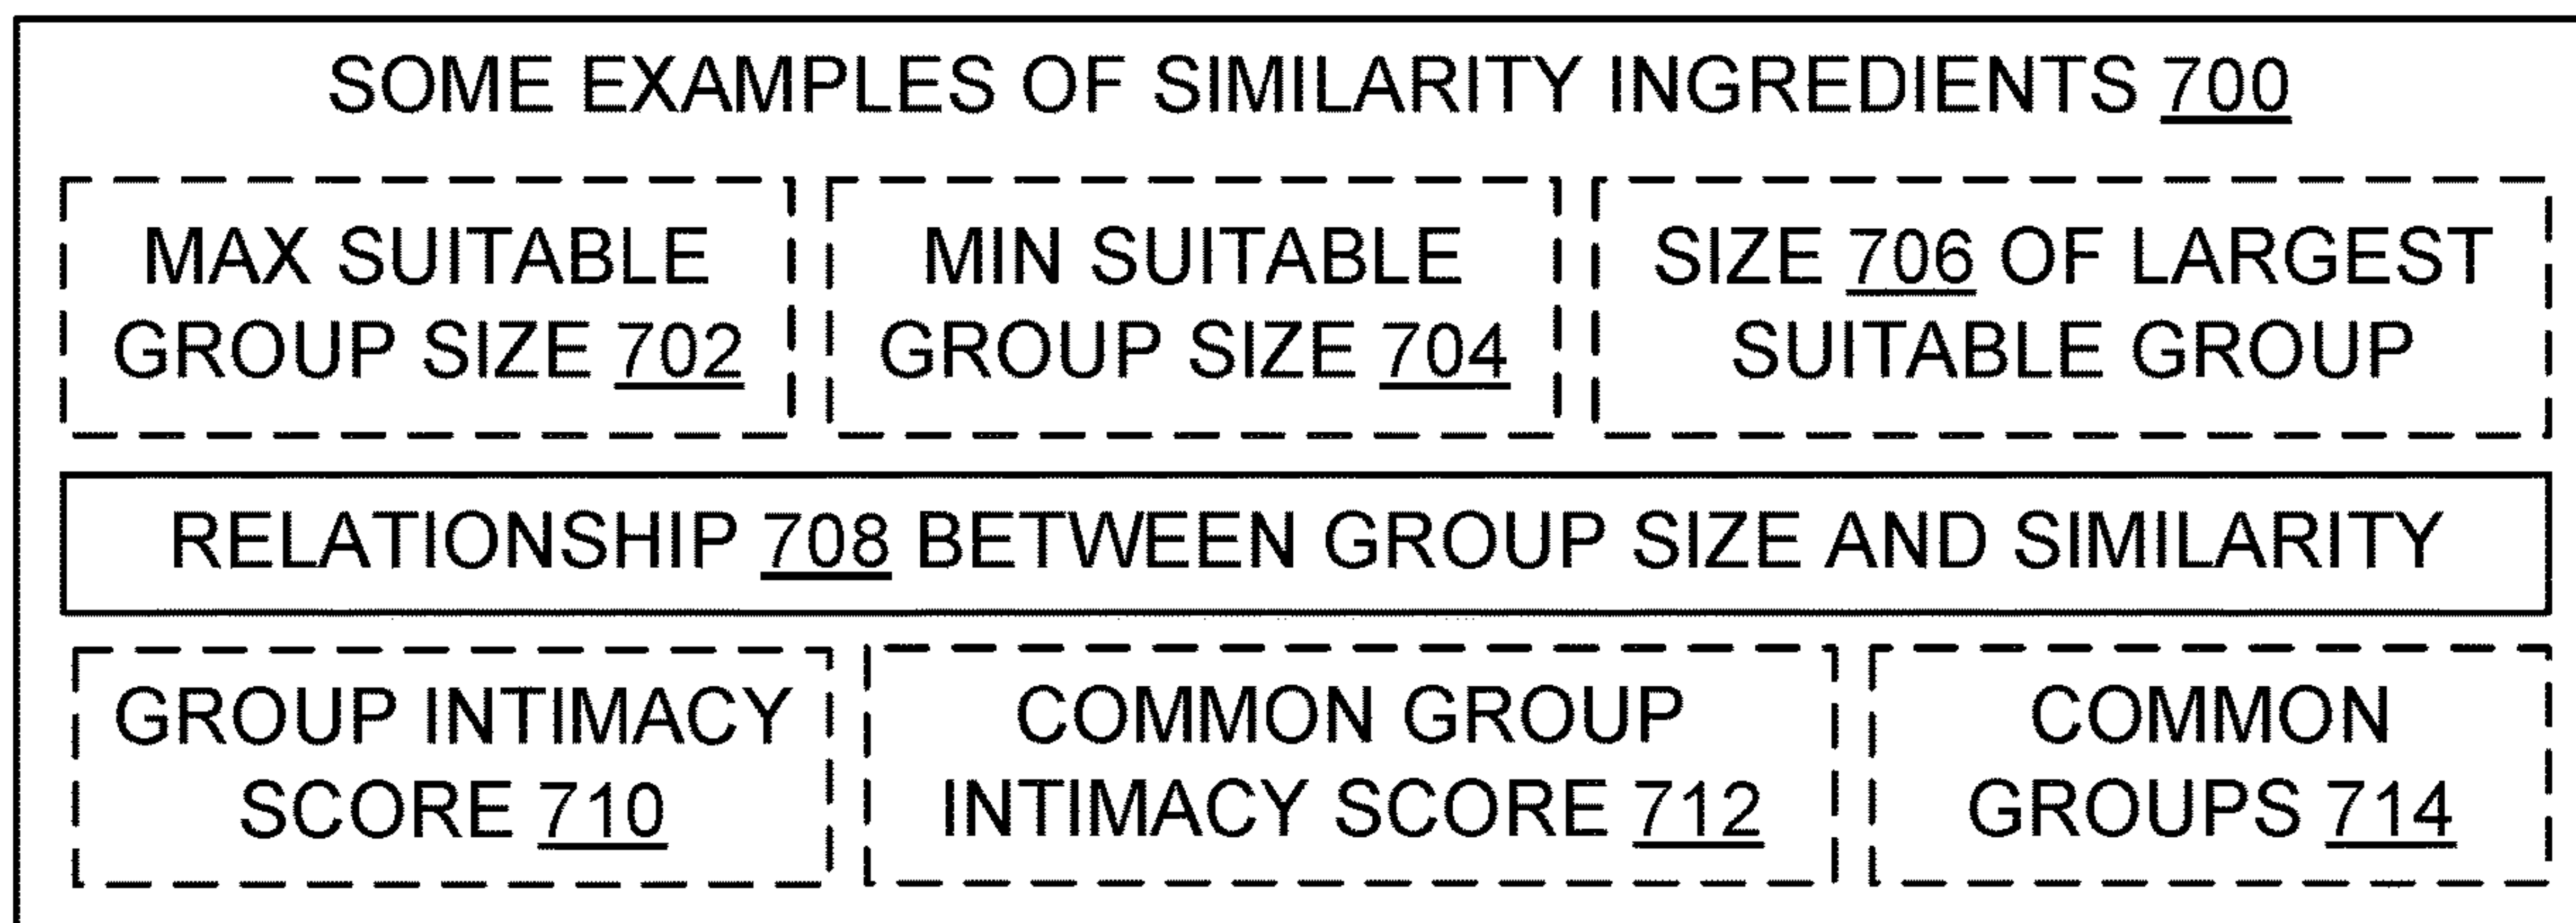 SOME EXAMPLES OF SIMILARITY INGREDIENTS 700
MAX SUITABLE
GROUP SIZE 702
MIN SUITABLE
GROUP SIZE 704
SIZE 706 OF LARGEST
SUITABLE GROUP
RELATIONSHIP 708 BETWEEN GROUP SIZE AND SIMILARITY
GROUP INTIMACY
SCORE 710
COMMON GROUP
INTIMACY SCORE 712
COMMON
GROUPS 714